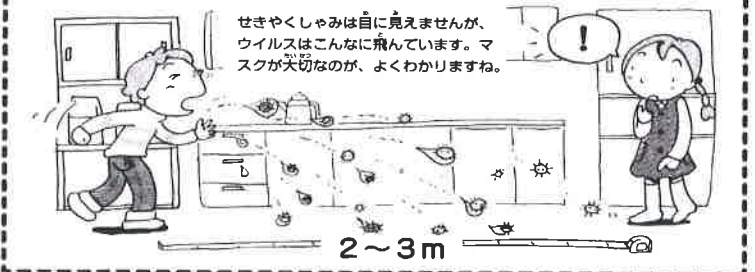 せきやくしゃみは目に見えませんが、
ウイルスはこんなに飛んでいます。マ
スクが大切なのが、よくわかりますね。
!
2～3m